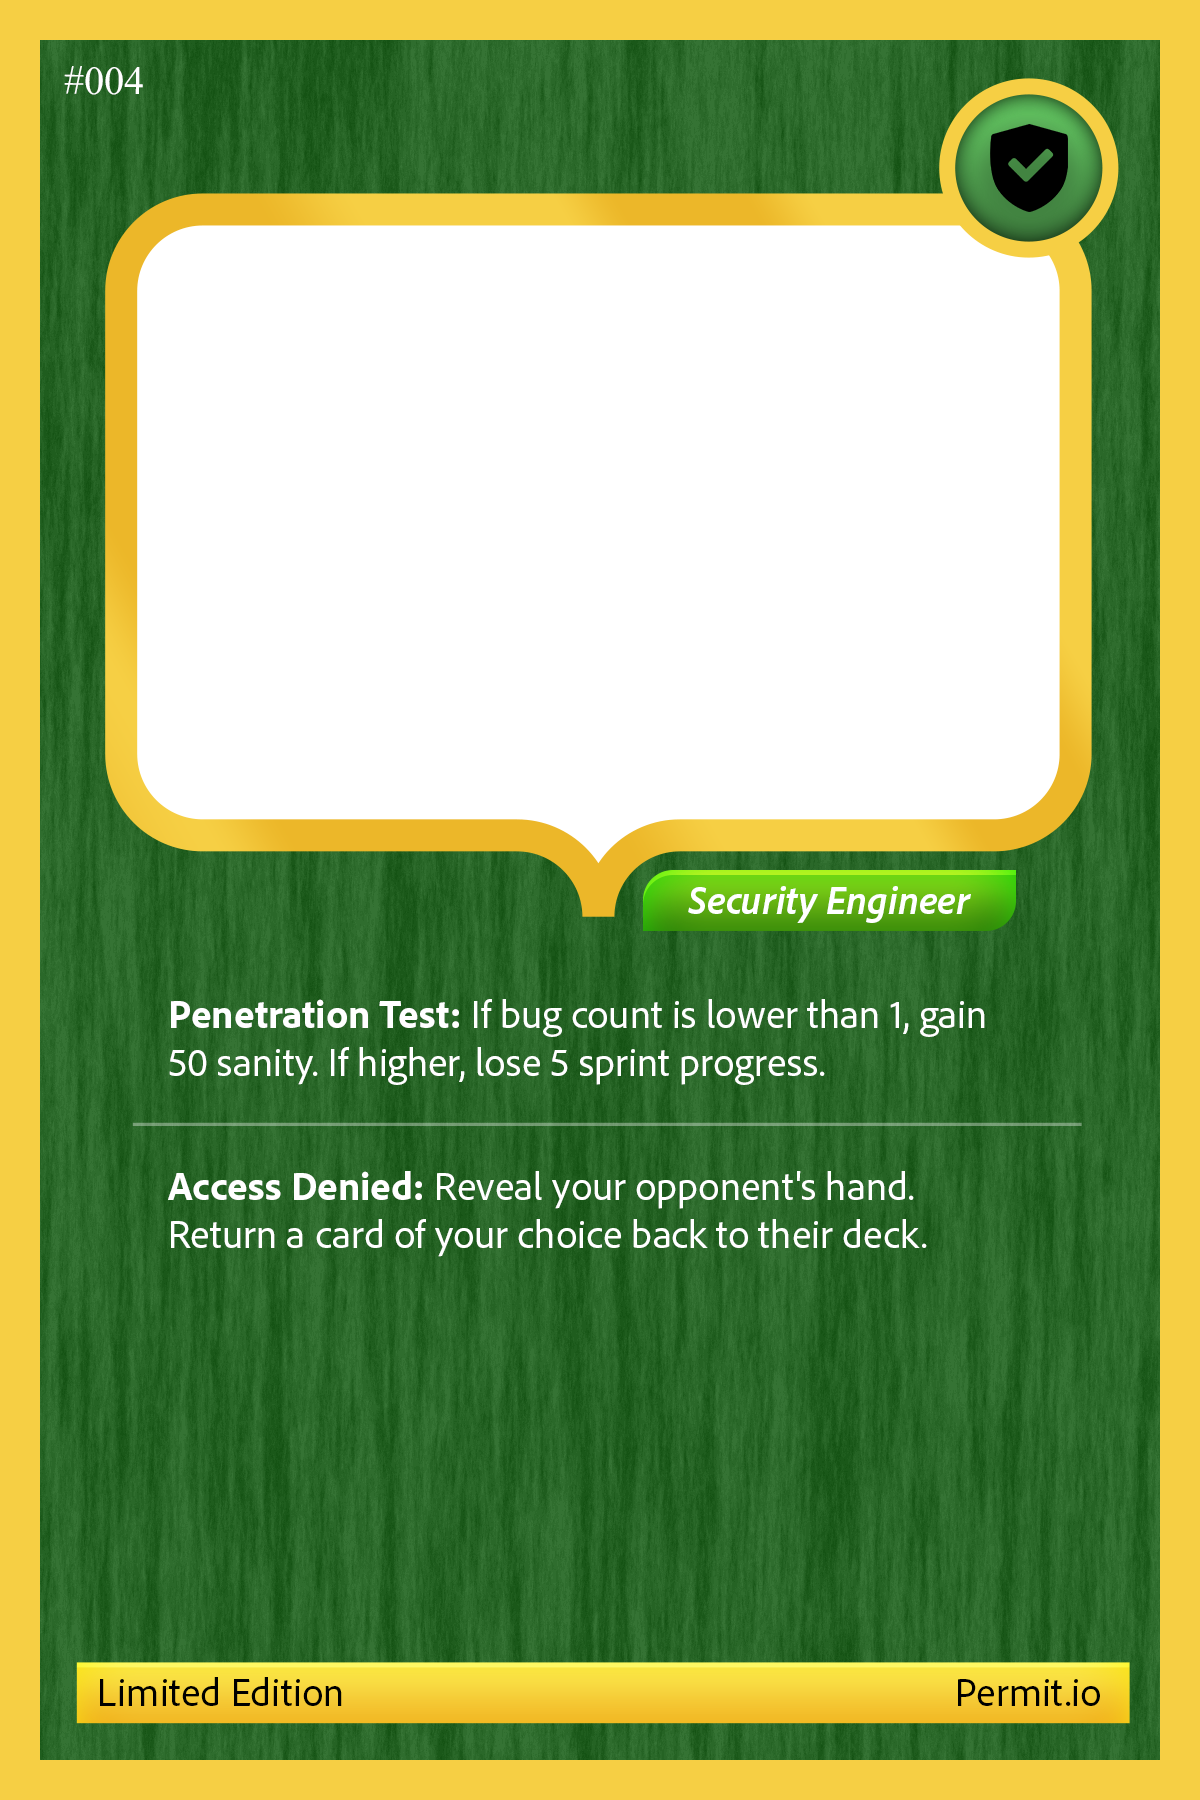 #004
Security Engineer
Penetration Test: If bug count is lower than 1, gain
50 sanity. If higher, lose 5 sprint progress.
Access Denied: Reveal your opponent's hand.
Return a card of your choice back to their deck.
Limited Edition
Permit.io